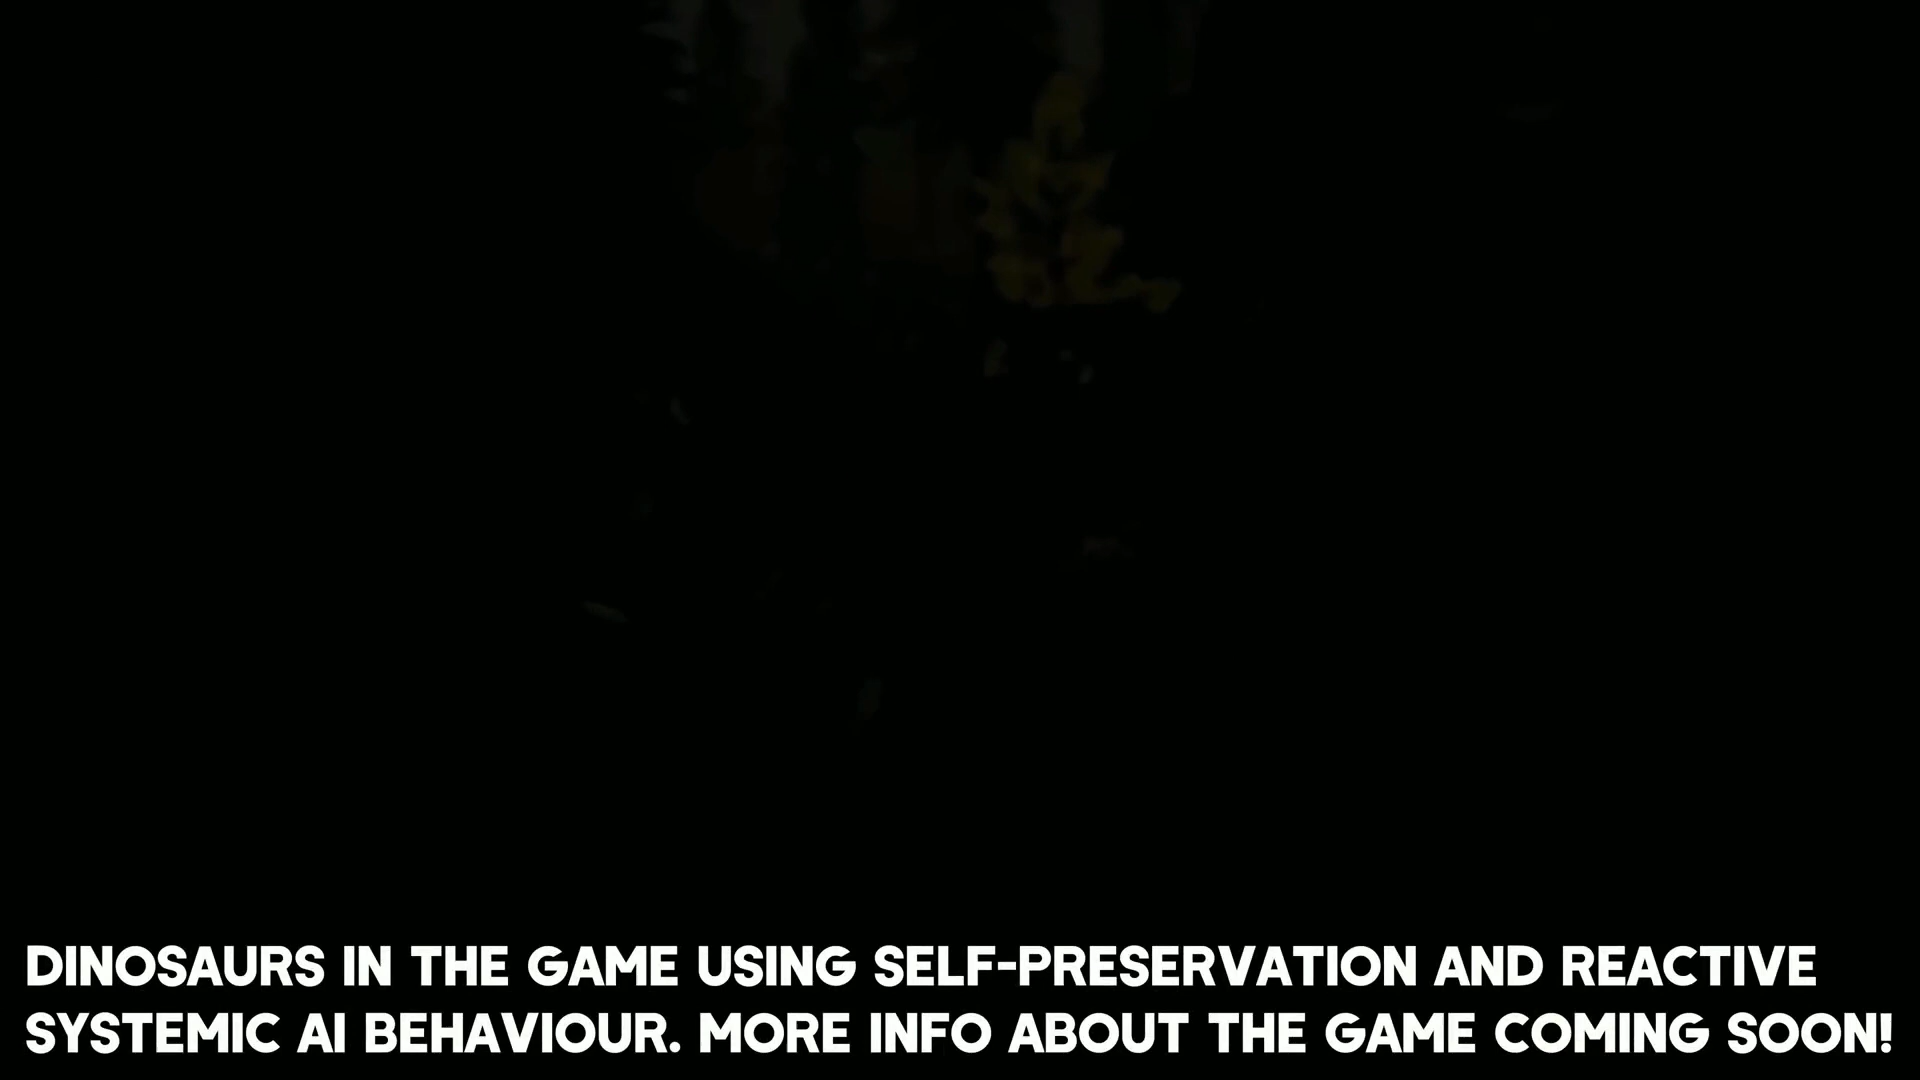 DINOSAURS IN THE GAME USING SELF-PRESERVATION AND REACTIVE
SYSTEMIC AI BEHAVIOUR. MORE INFO ABOUT THE GAME COMING SOON!